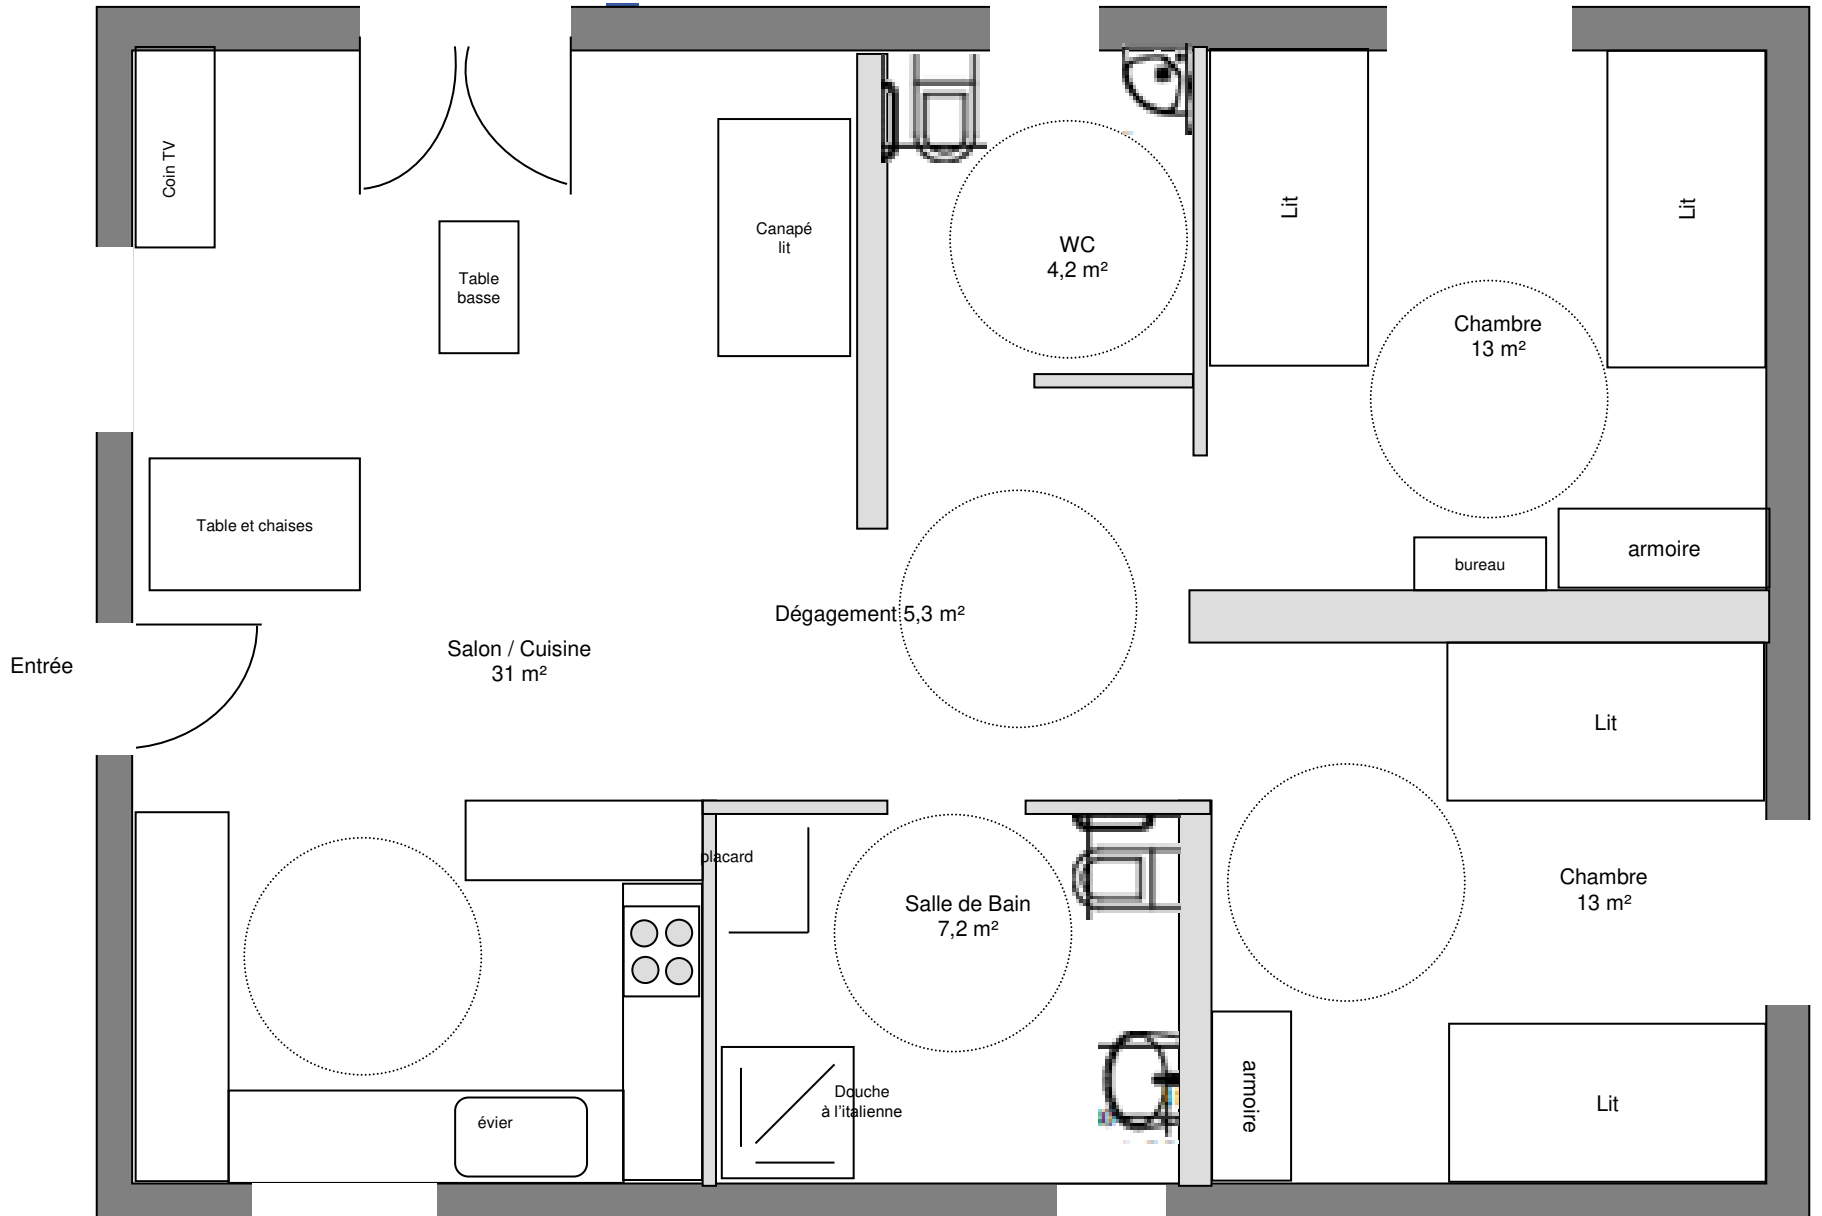 Coin TV
Canapé
lit
Table
basse
WC
4,2 m²
Lit
Lit
Chambre
13 m²
Table et chaises
armoire
bureau
Dégagement 5,3 m²
Entrée
Salon / Cuisine
31 m²
Lit
placard
Salle de Bain
7,2 m²
Chambre
13 m²
évier
Douche
à l'italienne
armoire
Lit